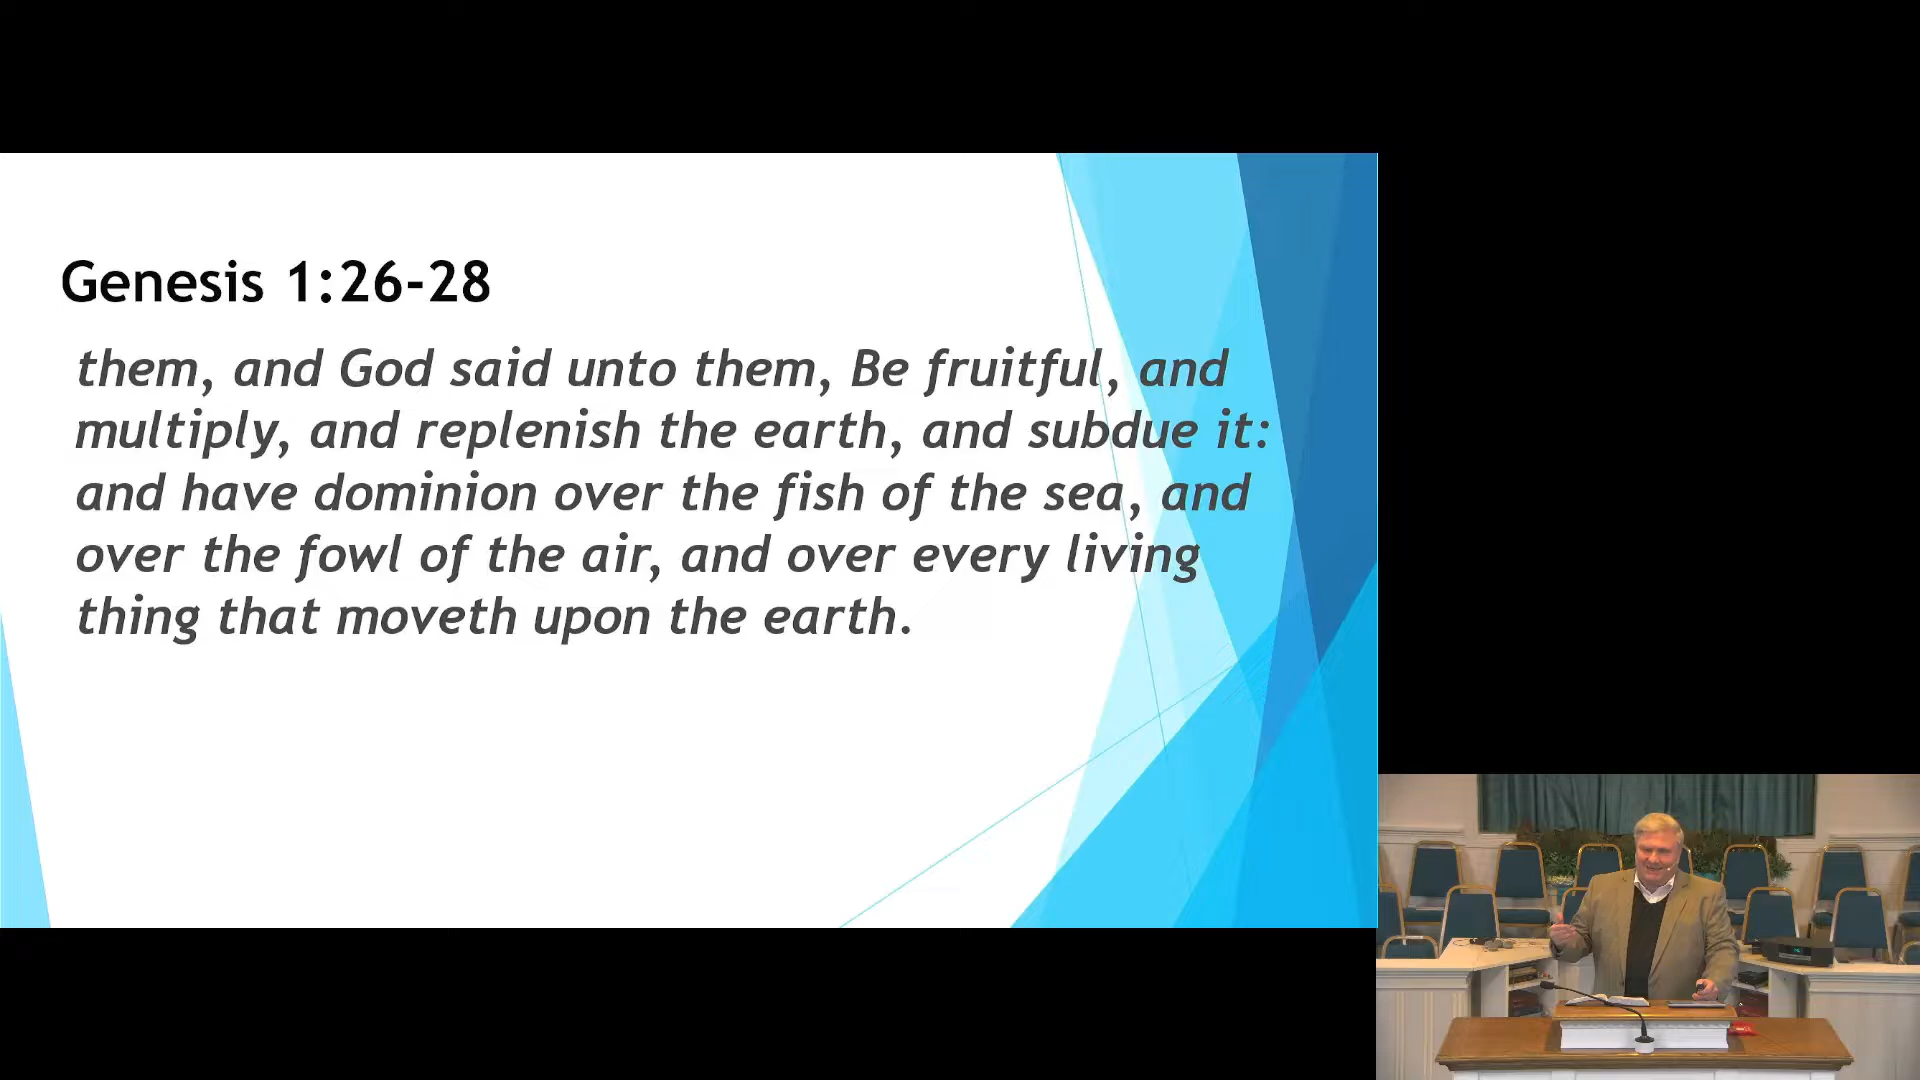 Genesis 1:26-28
them, and God said unto them, Be fruitful, and
multiply, and replenish the earth, and subdue it:
and have dominion over the fish of the sea, and
over the fowl of the air, and over every living
thing that moveth upon the earth.